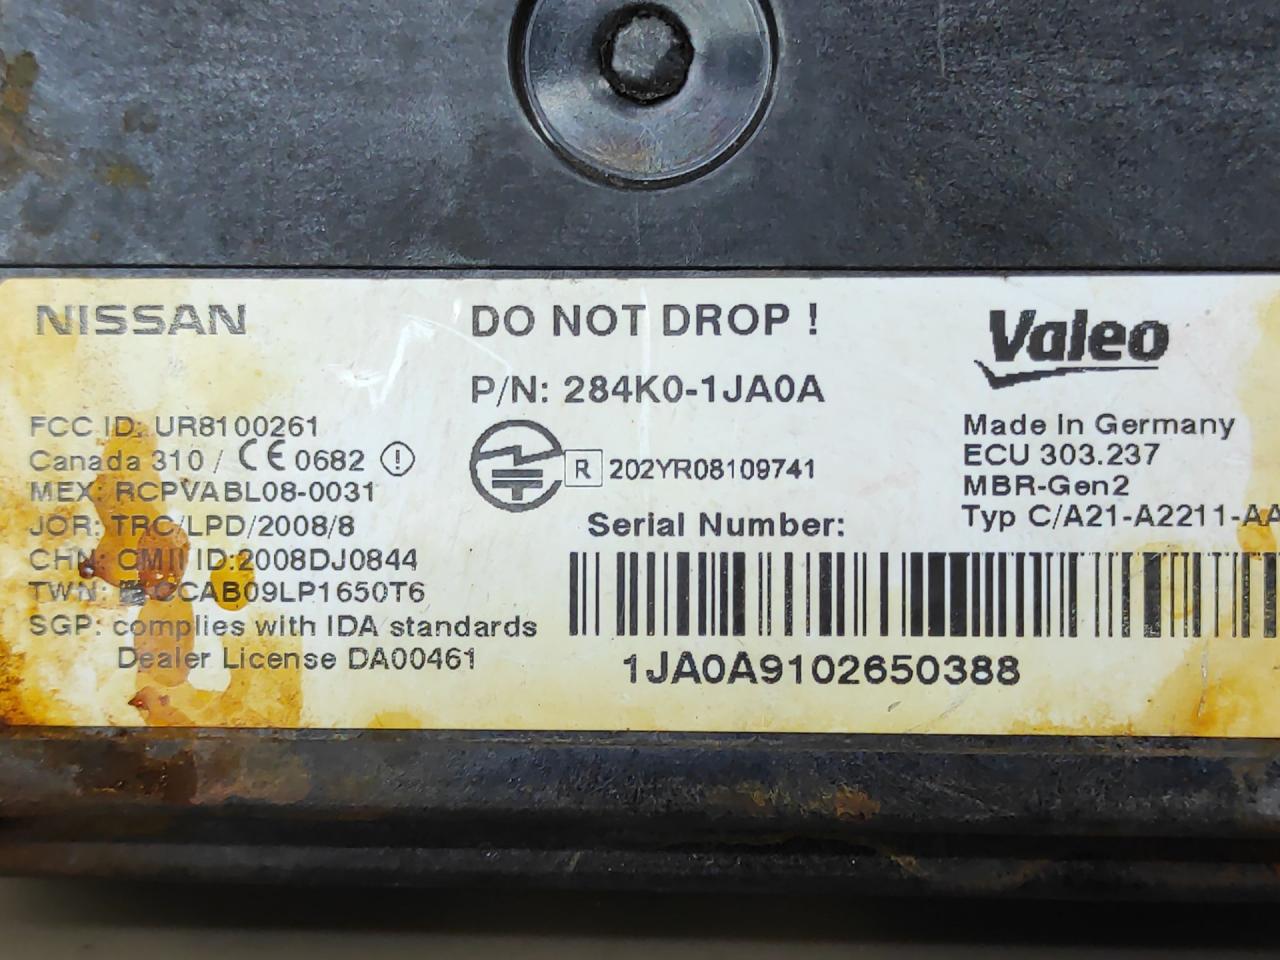 NISSAN
DO NOT DROP !
Valeo
P/N: 284K0-1JA0A
FCC ID: UR8100261
Canada 310 / CE 0682
MEX: RCPVABL08-0031
JOR: TRC/LPD/2008/8
CHN: CMII ID:2008DJ0844
TWN: CCAB09LP1650T6
SGP: complies with IDA standards
Dealer License DA00461
R 202YR08109741
Serial Number:
1JA0A9102650388
Made In Germany
ECU 303.237
MBR-Gen2
Typ C/A21-A2211-AA